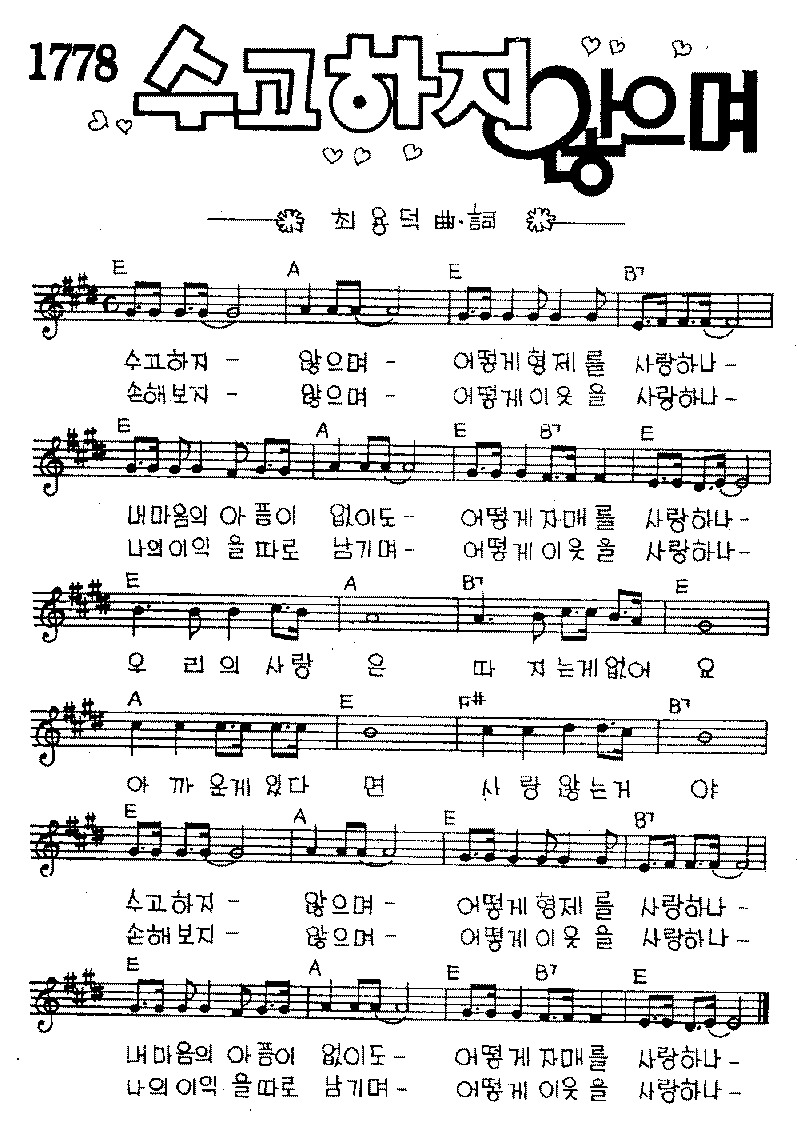 1778 수고하지 않으며
최용덕 曲·詞
E A E B7
수고하지 - 않으며 - 어떻게 형제를 사랑하나 -
손해보지 - 않으며 - 어떻게 이웃을 사랑하나 -
E A E B7 E
내마음의 아픔이 없이도 - 어떻게 자매를 사랑하나 -
나의이익을 따로 남기며 - 어떻게 이웃을 사랑하나 -
E A B7 E
우리의 사랑은 따지는게없어요
A E F# B7
아까운게 있다면 사랑않는거야
E A E B7
수고하지 - 않으며 - 어떻게 형제를 사랑하나 -
손해보지 - 않으며 - 어떻게 이웃을 사랑하나 -
E A E B7 E
내마음의 아픔이 없이도 - 어떻게 자매를 사랑하나 -
나의이익을 따로 남기며 - 어떻게 이웃을 사랑하나 -